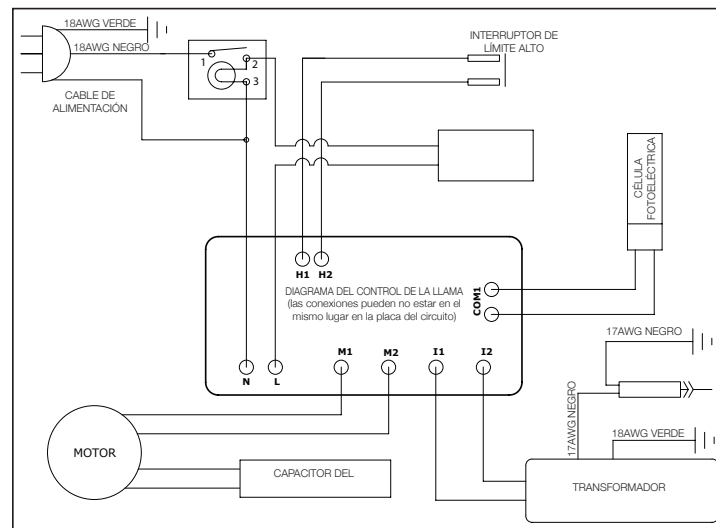 18AWG VERDE
18AWG NEGRO
1
2
3
CABLE DE
ALIMENTACIÓN
INTERRUPTOR DE
LÍMITE ALTO
CÉLULA
FOTOELÉCTRICA
H1
H2
DIAGRAMA DEL CONTROL DE LA LLAMA
(las conexiones pueden no estar en el
mismo lugar en la placa del circuito)
COM1
N
L
M1
M2
I1
I2
17AWG NEGRO
17AWG NEGRO
18AWG VERDE
MOTOR
CAPACITOR DEL
TRANSFORMADOR